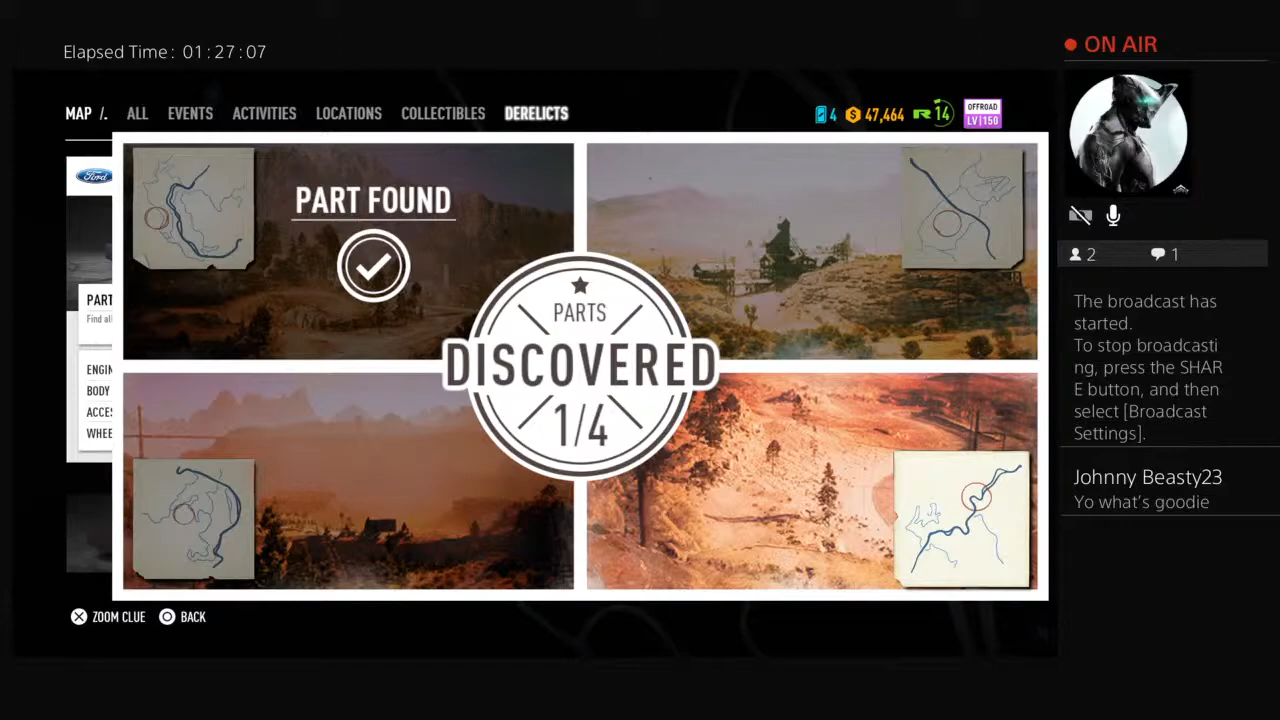 Elapsed Time: 01:27:07
ON AIR
MAP /. ALL EVENTS ACTIVITIES LOCATIONS COLLECTIBLES DERELICTS
4 47,464 R 14 OFFROAD
LV|150
Ford
PART FOUND
PARTS
DISCOVERED
1/4
PART
Find all
ENGIN
BODY
ACCES
WHEE
ZOOM CLUE BACK
2 1
The broadcast has
started.
To stop broadcasti
ng, press the SHAR
E button, and then
select [Broadcast
Settings].
Johnny Beasty23
Yo what's goodie